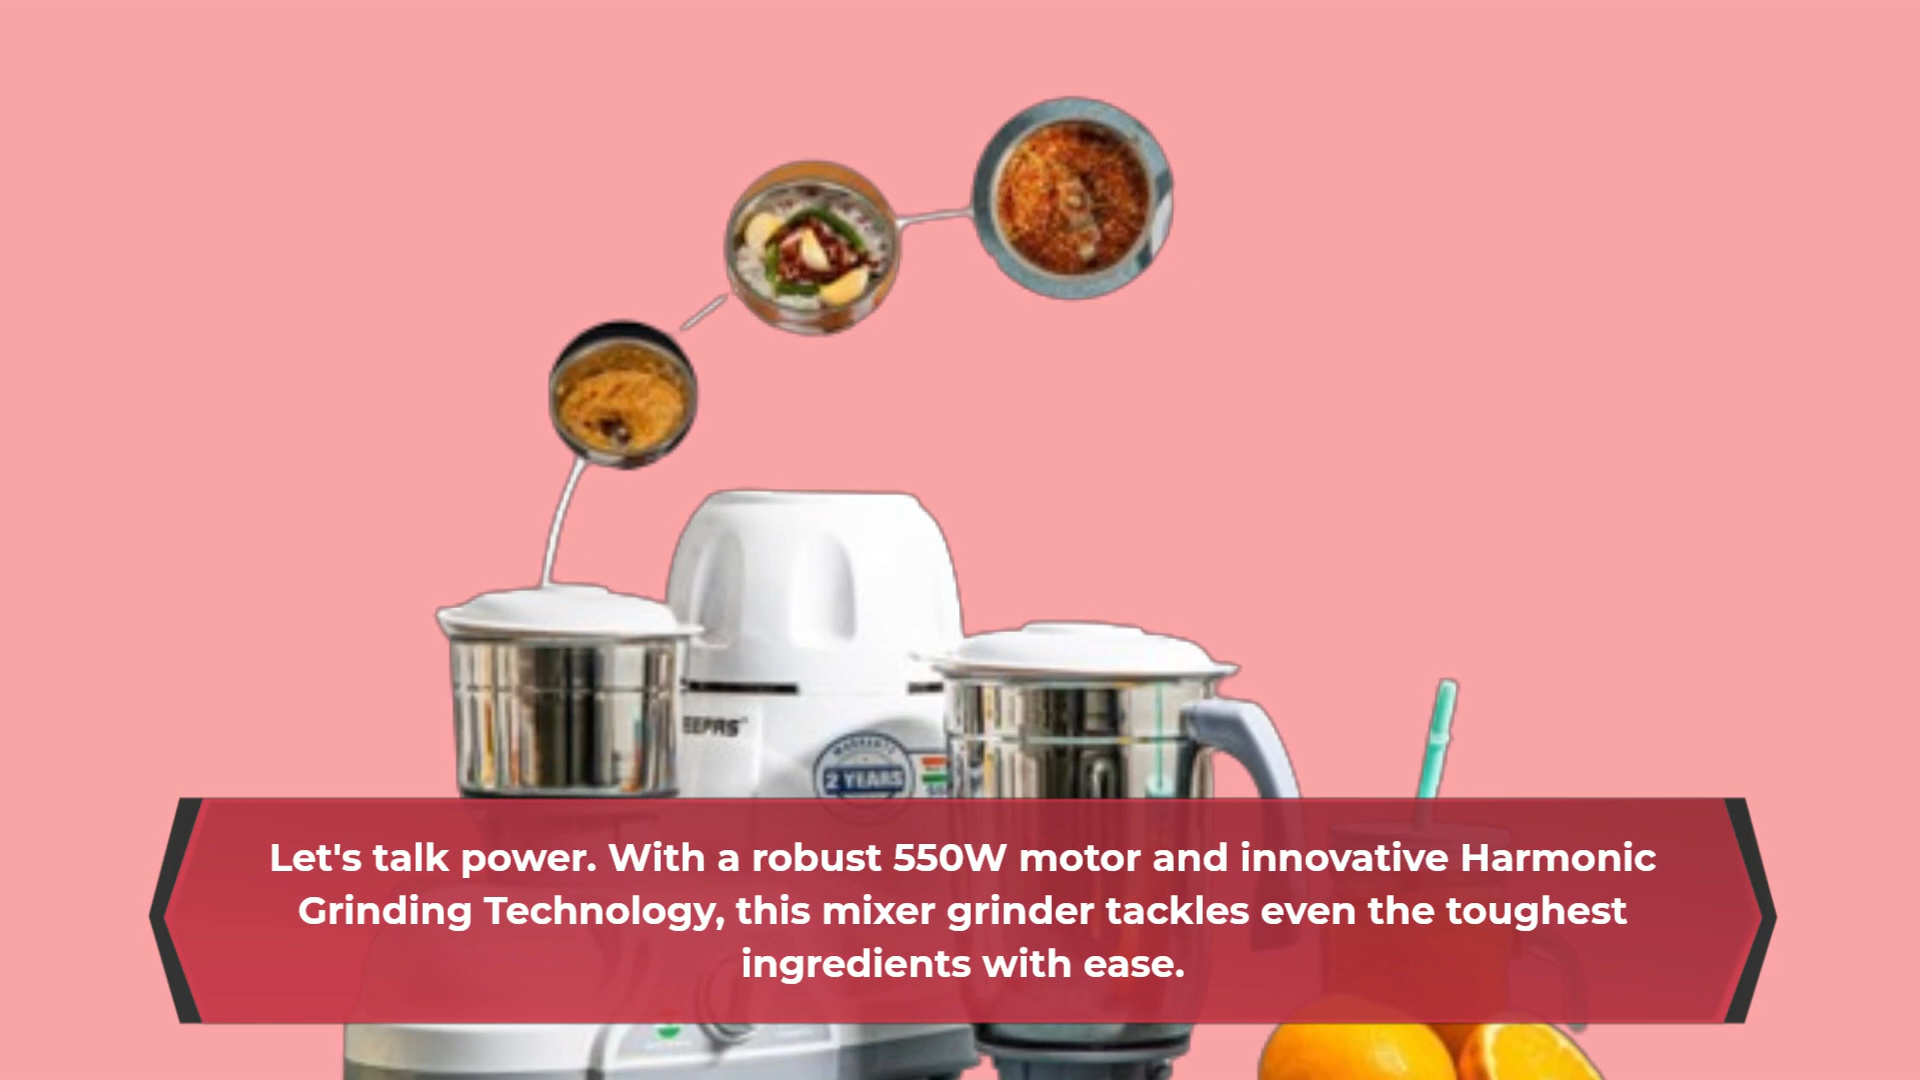 EEPAS
WARRANTY
2 YEARS
Let's talk power. With a robust 550W motor and innovative Harmonic
Grinding Technology, this mixer grinder tackles even the toughest
ingredients with ease.